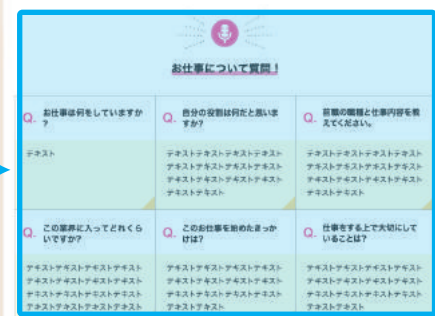 お仕事について質問！
Q. お仕事は何をしていますか
？
テキスト
Q. 自分の役割は何だと思いま
すか？
テキストテキストテキストテキスト
テキストテキストテキストテキスト
テキストテキストテキストテキスト
テキストテキスト
Q. 前職の職種と仕事内容を教
えてください。
テキストテキストテキストテキスト
テキストテキストテキストテキスト
テキストテキストテキストテキスト
テキストテキスト
Q. この業界に入ってどれくら
いですか？
テキストテキストテキストテキスト
テキストテキストテキストテキスト
テキストテキストテキストテキスト
テキストテキストテキストテキスト
Q. このお仕事を始めたきっか
けは？
テキストテキストテキストテキスト
テキストテキストテキストテキスト
テキストテキストテキストテキスト
テキストテキストテキスト
Q. 仕事をする上で大切にして
いることは？
テキストテキストテキストテキスト
テキストテキストテキストテキスト
テキストテキストテキストテキスト
テキストテキスト